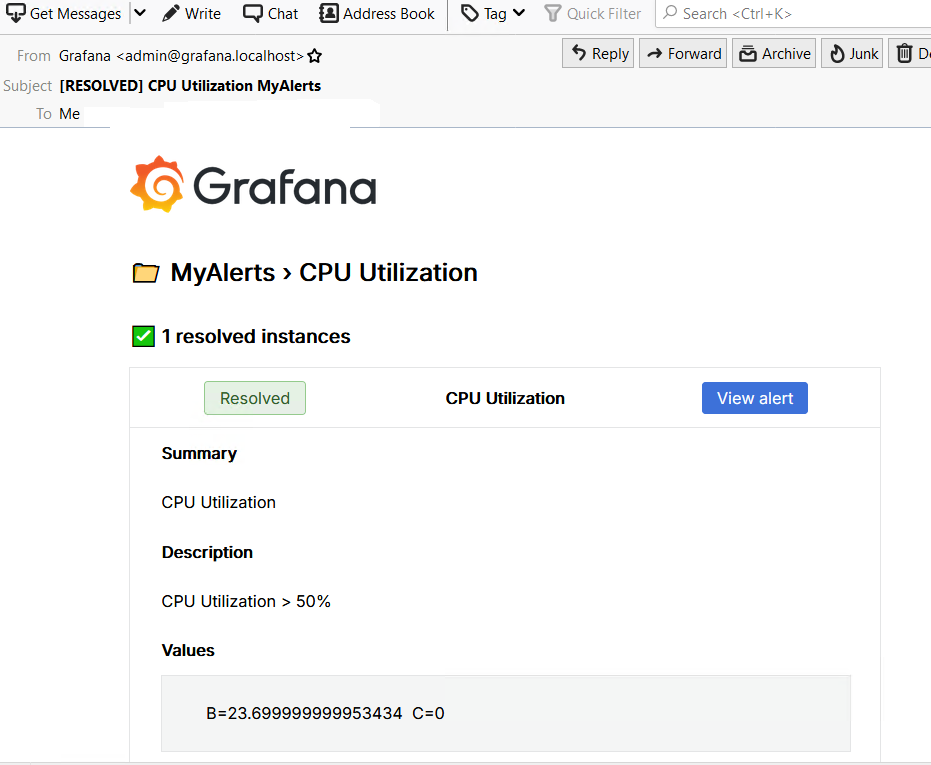 Get Messages Write Chat Address Book Tag Quick Filter Search <Ctrl+K>
From Grafana <admin@grafana.localhost> Reply Forward Archive Junk
Subject [RESOLVED] CPU Utilization MyAlerts
To Me
Grafana
MyAlerts › CPU Utilization
1 resolved instances
Resolved CPU Utilization View alert
Summary
CPU Utilization
Description
CPU Utilization > 50%
Values
B=23.699999999953434 C=0